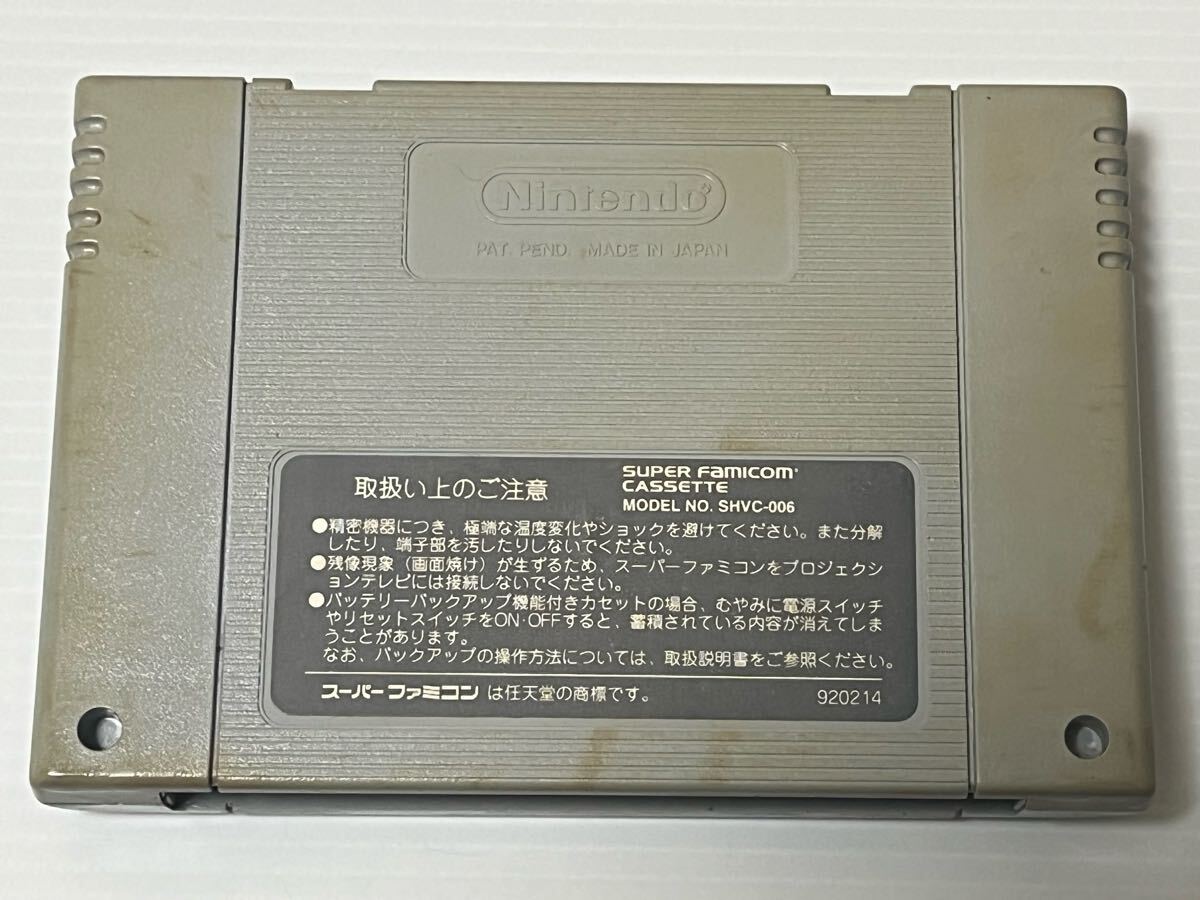 Nintendo
PAT. PEND. MADE IN JAPAN
取扱い上のご注意
SUPER FAMICOM
CASSETTE
MODEL NO. SHVC-006
●精密機器につき、極端な温度変化やショックを避けてください。また分解
したり、端子部を汚したりしないでください。
●残像現象（画面焼け）が生ずるため、スーパーファミコンをプロジェクシ
ョンテレビには接続しないでください。
●バッテリーバックアップ機能付きカセットの場合、むやみに電源スイッチ
やリセットスイッチをON･OFFすると、蓄積されている内容が消えてしま
うことがあります。
なお、バックアップの操作方法については、取扱説明書をご参照ください。
スーパーファミコン は任天堂の商標です。
920214